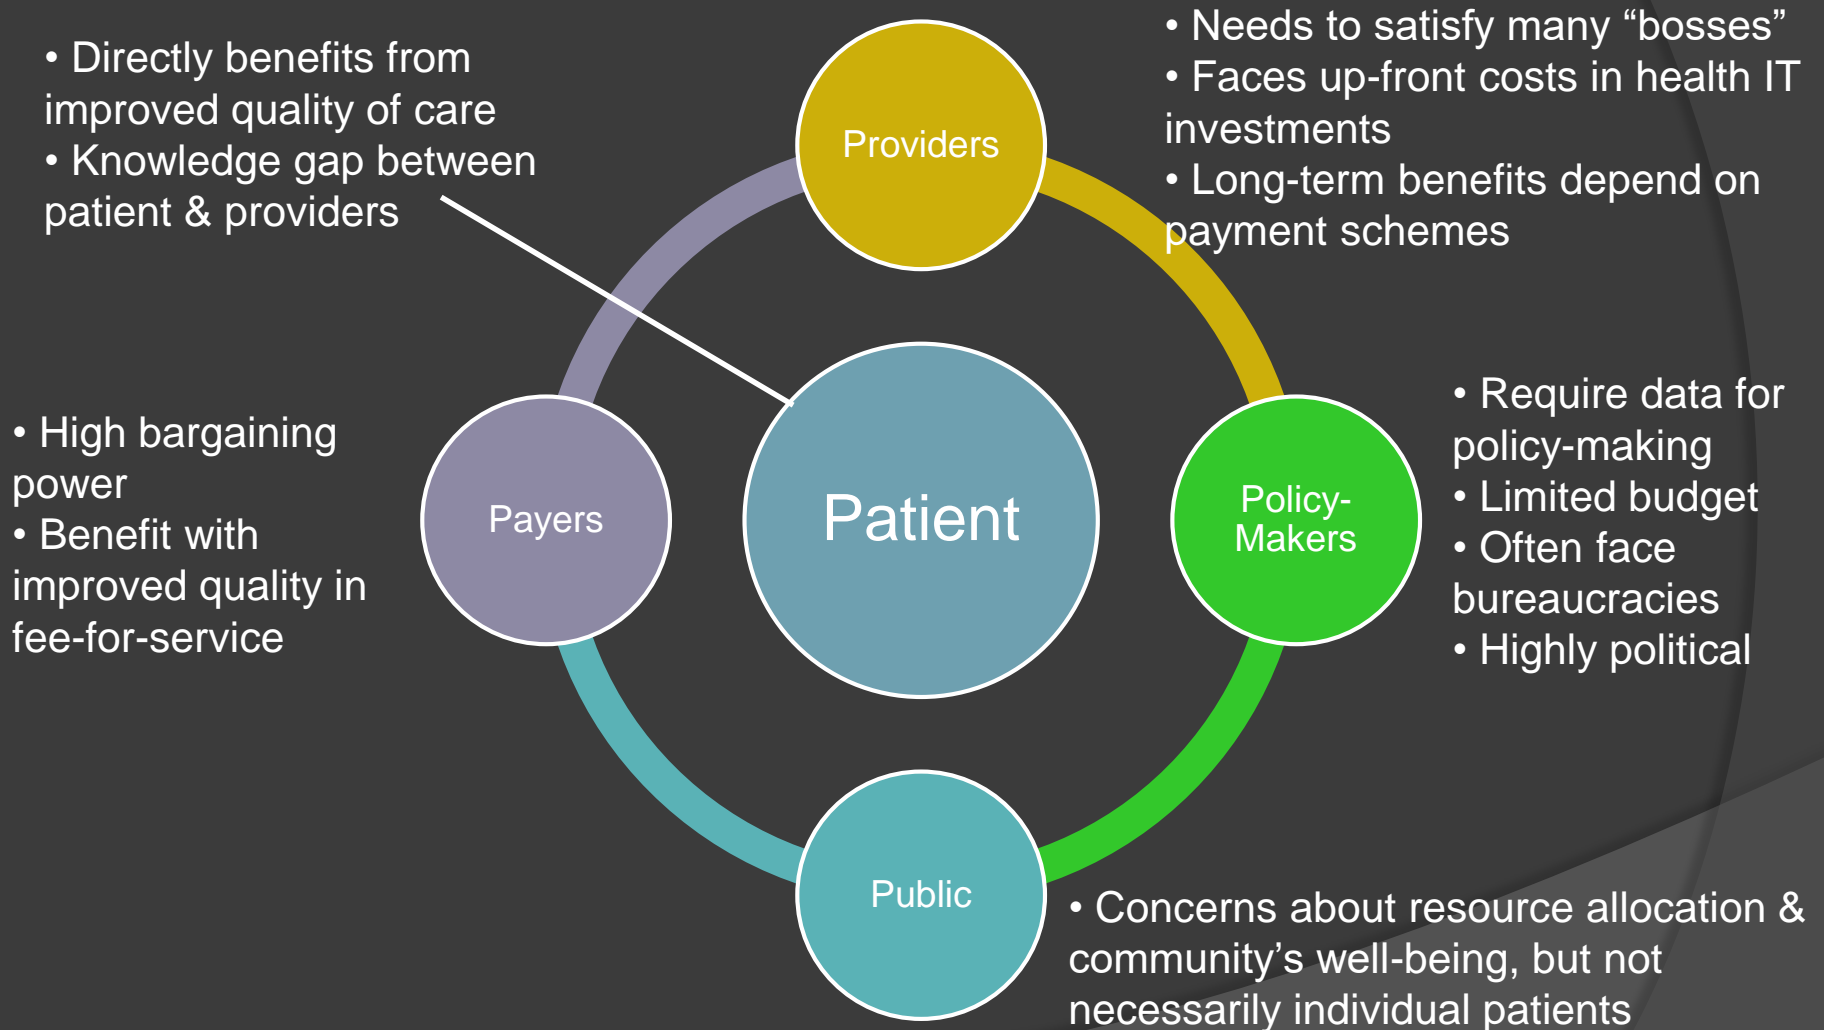 • Directly benefits from
improved quality of care
• Knowledge gap between
patient & providers
Providers
• Needs to satisfy many “bosses”
• Faces up-front costs in health IT
investments
• Long-term benefits depend on
payment schemes
• High bargaining
power
• Benefit with
improved quality in
fee-for-service
Payers
Patient
Policy-
Makers
• Require data for
policy-making
• Limited budget
• Often face
bureaucracies
• Highly political
Public
• Concerns about resource allocation &
community’s well-being, but not
necessarily individual patients